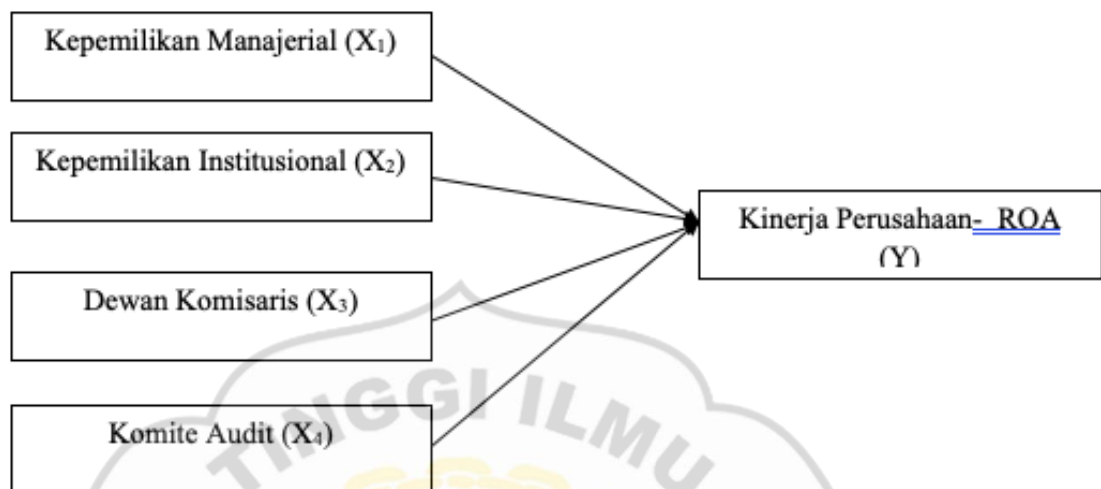 Kepemilikan Manajerial (X₁)
Kepemilikan Institusional (X₂)
Kinerja Perusahaan- ROA
(Y)
Dewan Komisaris (X₃)
Komite Audit (X₄)
TINGGI ILMU